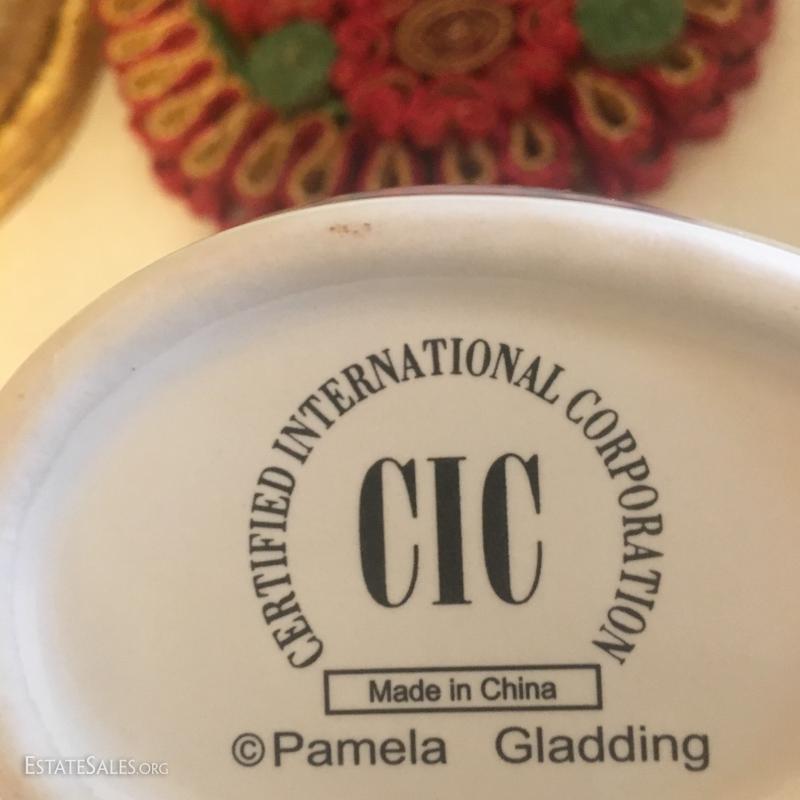 CERTIFIED INTERNATIONAL CORPORATION
CIC
Made in China
©Pamela Gladding
ESTATESALES.ORG